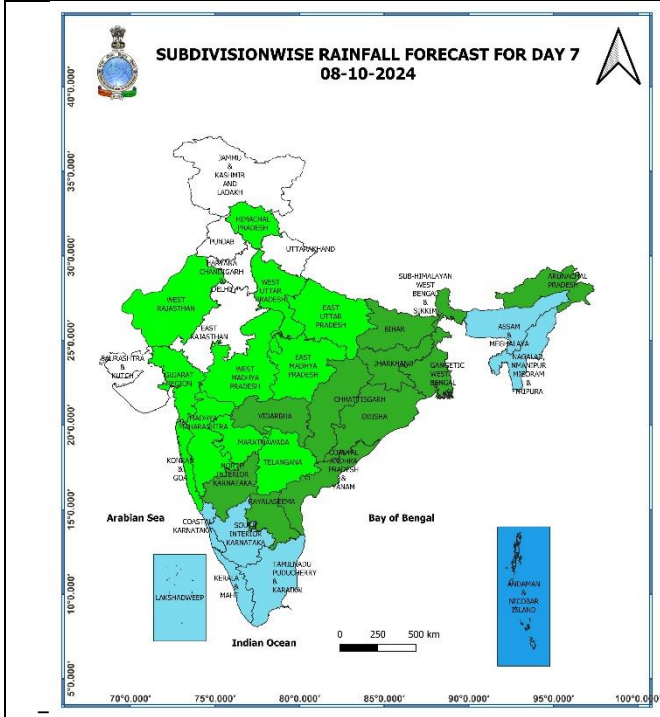 SUBDIVISIONWISE RAINFALL FORECAST FOR DAY 7
08-10-2024
40°0.000'
35°0.000'
30°0.000'
25°0.000'
20°0.000'
15°0.000'
10°0.000'
5°0.000'
JAMMU
&
KASHMIR
AND
LADAKH
HIMACHAL
PRADESH
PUNJAB
UTTARAKHAND
CHANDIGARH
DELHI
WEST
UTTAR
PRADESH
WEST
RAJASTHAN
EAST
RAJASTHAN
EAST
UTTAR
PRADESH
SUB-HIMALAYAN
WEST
BENGAL
&
SIKKIM
ARUNACHAL
PRADESH
ASSAM
&
MEGHALAYA
NAGALAD
MANIPUR
MIZORAM
&
TRIPURA
BIHAR
JHARKHAND
GANGETIC
WEST
BENGAL
SAURASHTRA
&
KUTCH
GUJARAT
REGION
WEST
MADHYA
PRADESH
EAST
MADHYA
PRADESH
CHHATTISGARH
ODISHA
VIDARBHA
MADHYA
MAHARASHTRA
MARATHAWADA
TELANGANA
COASTAL
ANDHRA
PRADESH
&
YANAM
KONKAN
&
GOA
NORTH
INTERIOR
KARNATAKA
RAYALASEEMA
Arabian Sea
Bay of Bengal
COASTAL
KARNATAKA
SOUTH
INTERIOR
KARNATAKA
TAMILNADU
PUDUCHERRY
&
KARAIKAL
KERALA
&
MAHE
LAKSHADWEEP
ANDAMAN
&
NICOBAR
ISLAND
Indian Ocean
0 250 500 km
70°0.000' 75°0.000' 80°0.000' 85°0.000' 90°0.000' 95°0.000' 100°0.000'